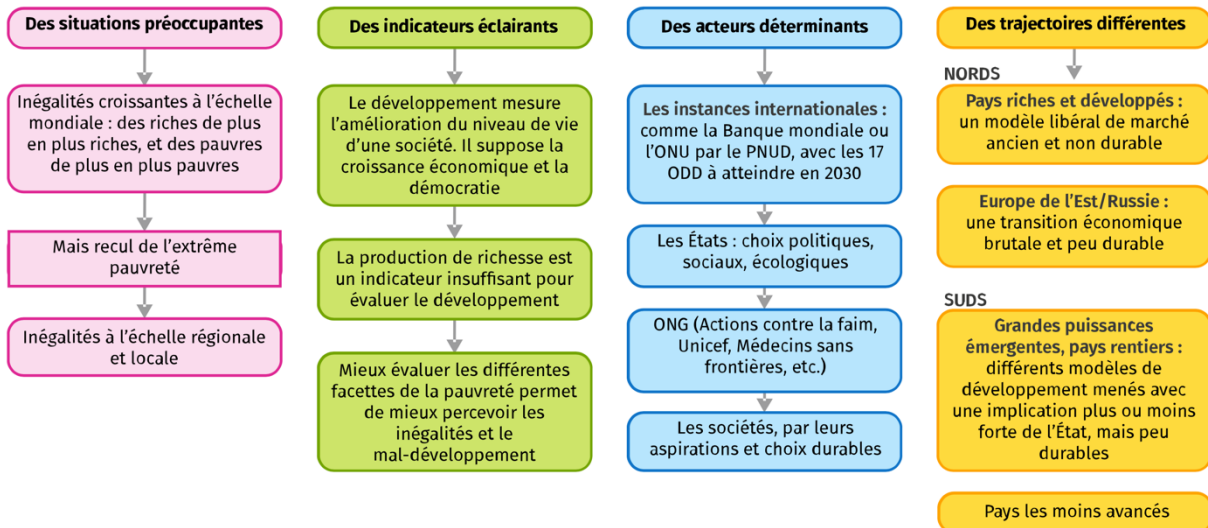 Des situations préoccupantes
Inégalités croissantes à l'échelle
mondiale : des riches de plus
en plus riches, et des pauvres
de plus en plus pauvres
Mais recul de l'extrême
pauvreté
Inégalités à l'échelle régionale
et locale
Des indicateurs éclairants
Le développement mesure
l'amélioration du niveau de vie
d'une société. Il suppose la
croissance économique et la
démocratie
La production de richesse est
un indicateur insuffisant pour
évaluer le développement
Mieux évaluer les différentes
facettes de la pauvreté permet
de mieux percevoir les
inégalités et le
mal-développement
Des acteurs déterminants
Les instances internationales :
comme la Banque mondiale ou
l'ONU par le PNUD, avec les 17
ODD à atteindre en 2030
Les États : choix politiques,
sociaux, écologiques
ONG (Actions contre la faim,
Unicef, Médecins sans
frontières, etc.)
Les sociétés, par leurs
aspirations et choix durables
Des trajectoires différentes
NORDS
Pays riches et développés :
un modèle libéral de marché
ancien et non durable
Europe de l'Est/Russie :
une transition économique
brutale et peu durable
SUDS
Grandes puissances
émergentes, pays rentiers :
différents modèles de
développement menés avec
une implication plus ou moins
forte de l'État, mais peu
durables
Pays les moins avancés